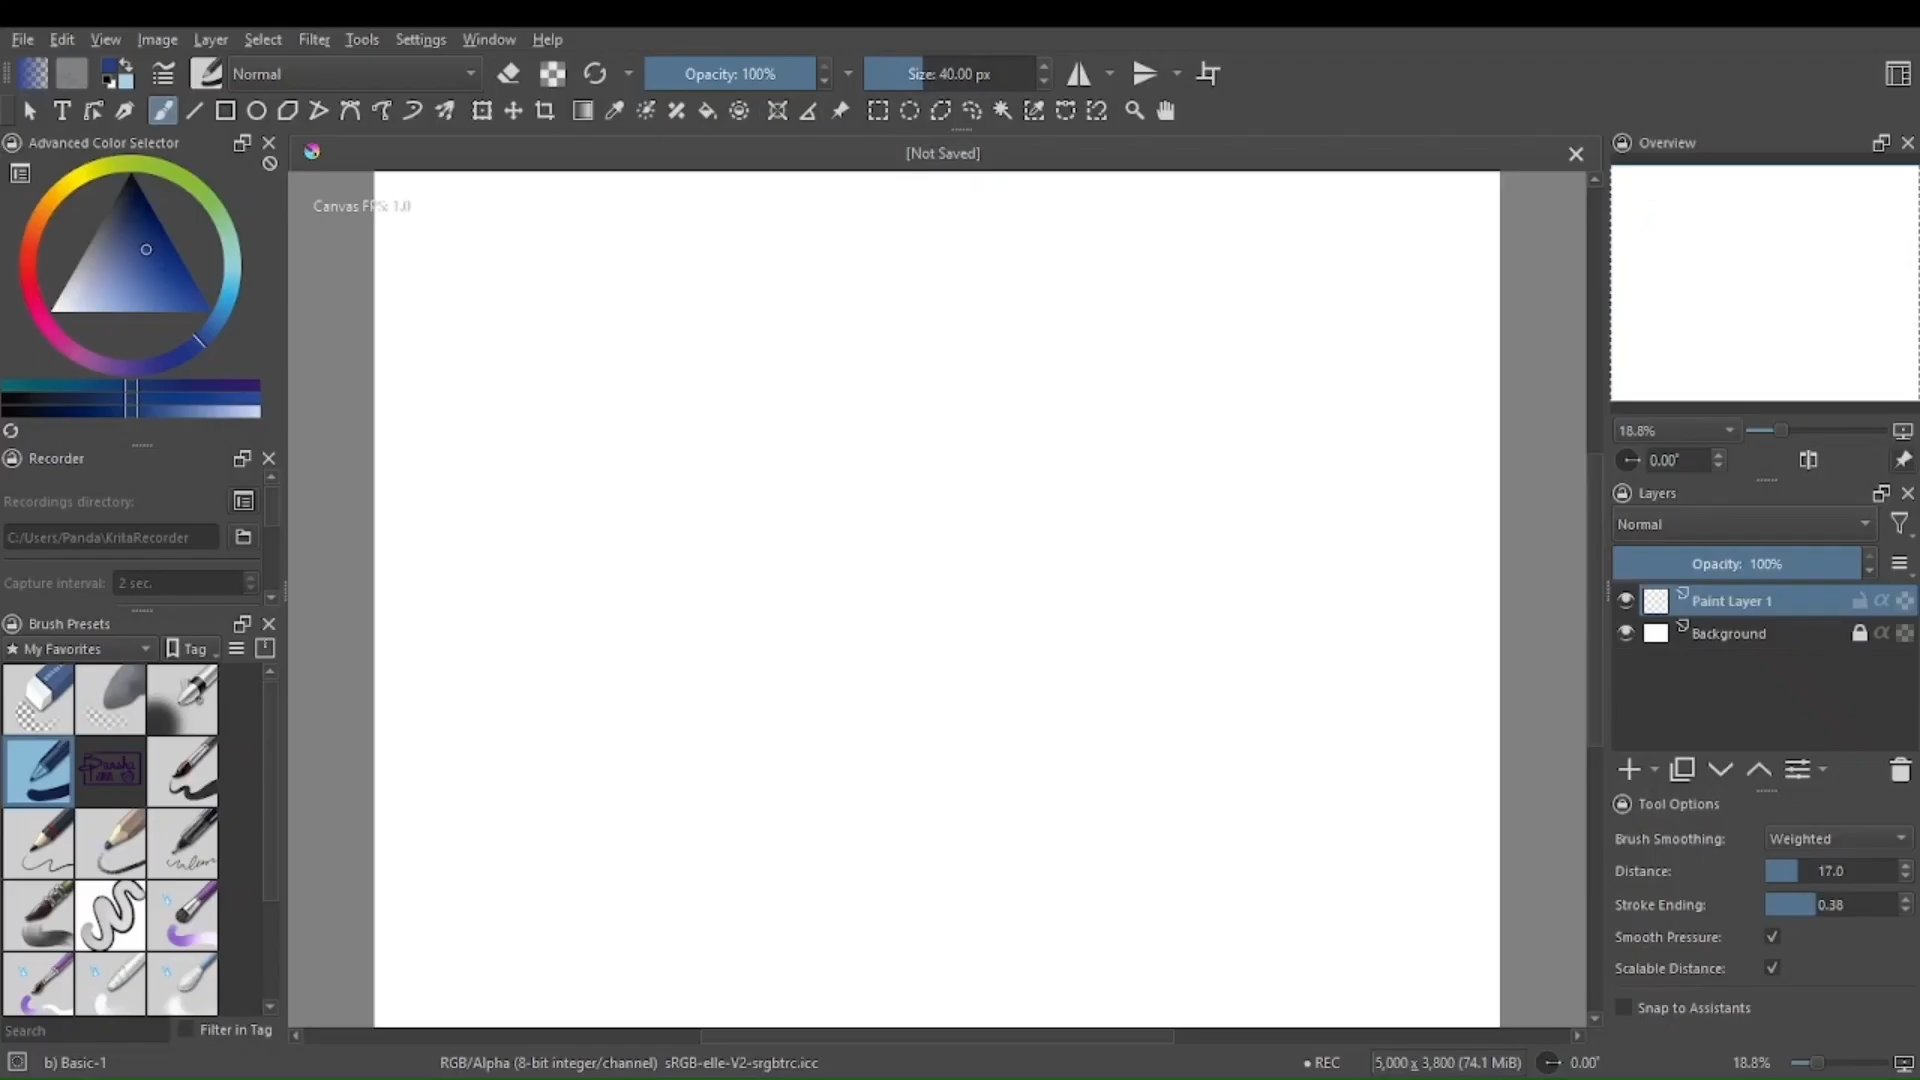 File Edit View Image Layer Select Filter Tools Settings Window Help
Normal Opacity: 100% Size: 40.00 px
Advanced Color Selector
[Not Saved]
Overview
Canvas FPS: 1.0
18.8%
0.00°
Recorder
Recordings directory:
C:/Users/Panda\KritaRecorder
Capture interval: 2 sec.
Layers
Normal
Opacity: 100%
Paint Layer 1
Background
Brush Presets
My Favorites Tag
Tool Options
Brush Smoothing: Weighted
Distance: 17.0
Stroke Ending: 0.38
Smooth Pressure:
Scalable Distance:
Snap to Assistants
Search Filter in Tag
b) Basic-1 RGB/Alpha (8-bit integer/channel) sRGB-elle-V2-srgbtrc.icc REC 5,000 x 3,800 (74.1 MiB) 0.00° 18.8%